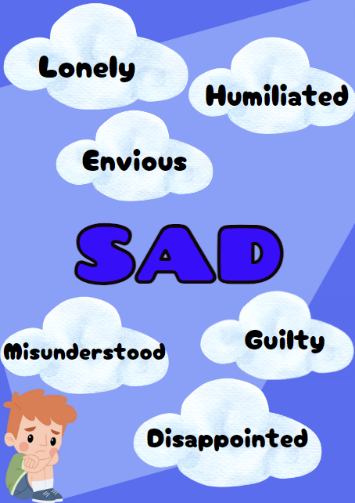 Lonely
Humiliated
Envious
SAD
Misunderstood
Guilty
Disappointed